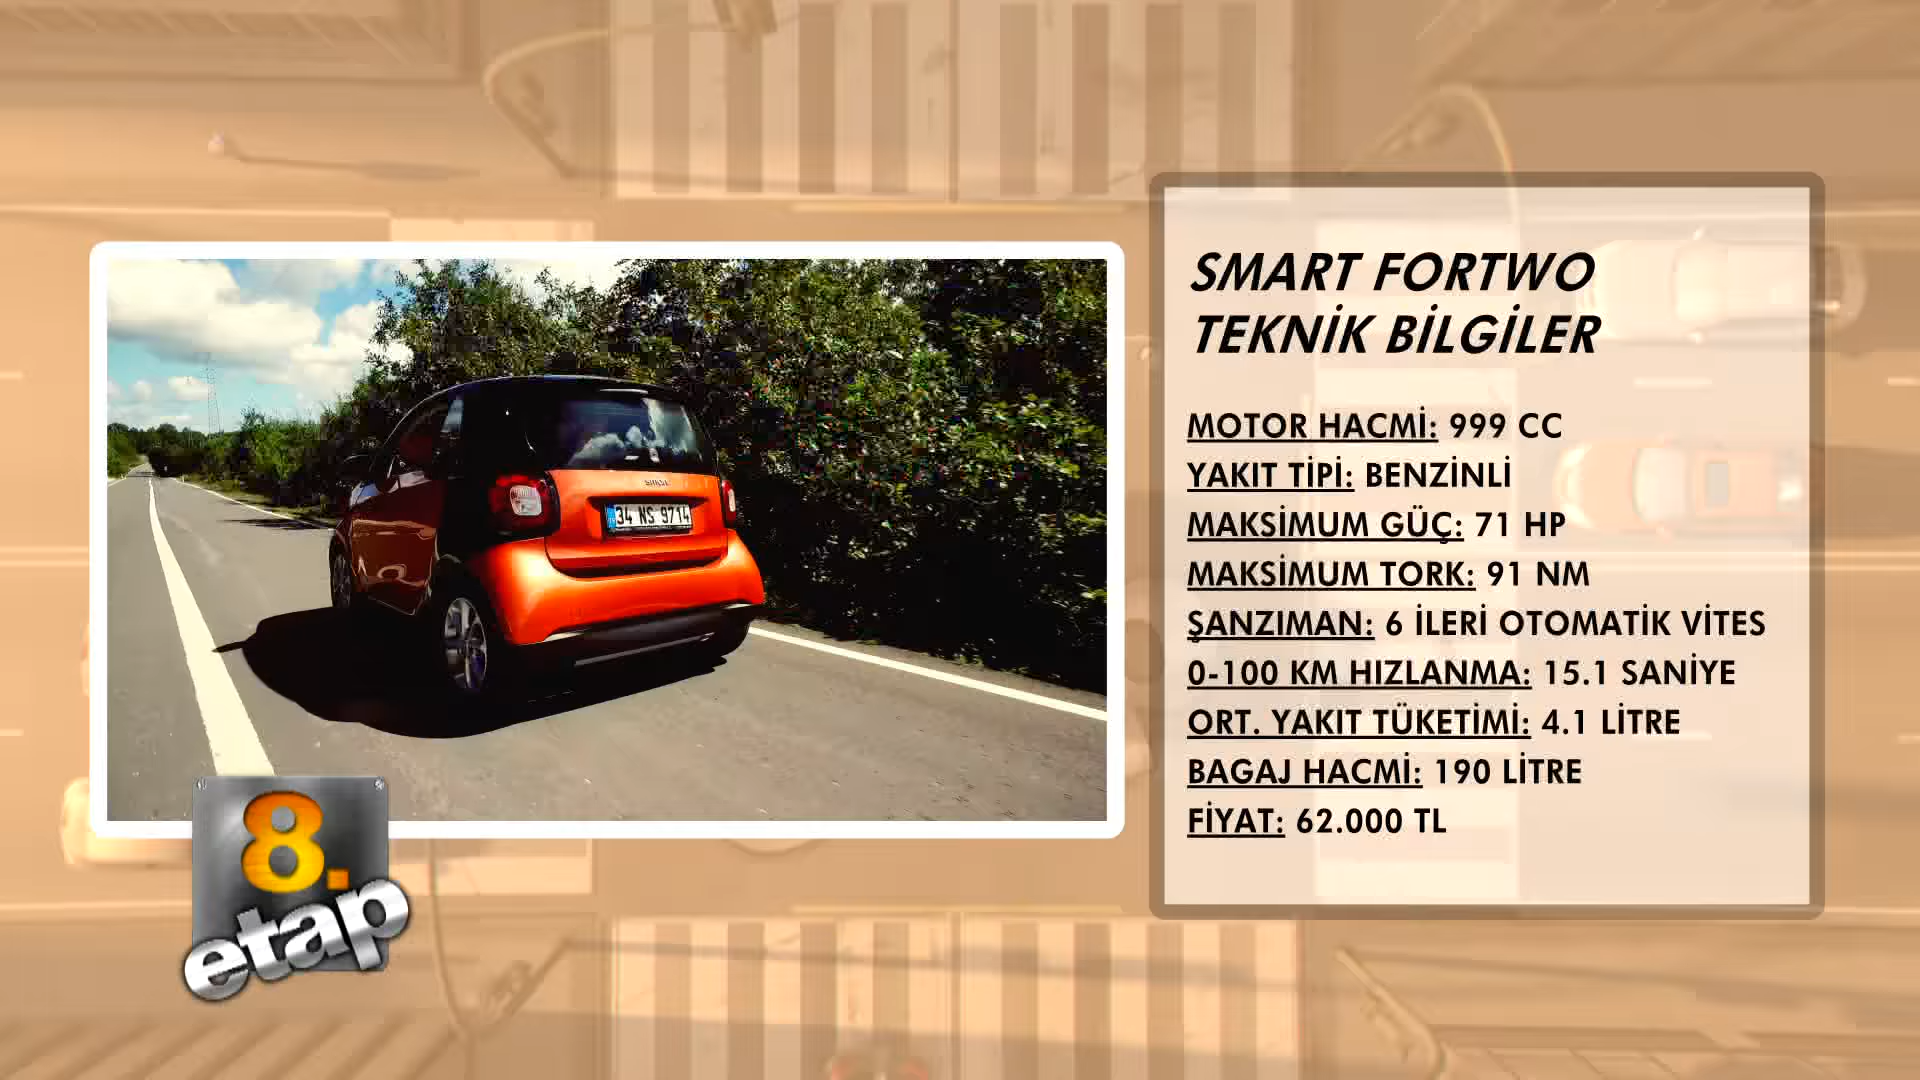 SMART FORTWO
TEKNİK BİLGİLER
MOTOR HACMİ: 999 CC
YAKIT TİPİ: BENZİNLİ
MAKSİMUM GÜÇ: 71 HP
MAKSİMUM TORK: 91 NM
ŞANZIMAN: 6 İLERİ OTOMATİK VİTES
0-100 KM HIZLANMA: 15.1 SANİYE
ORT. YAKIT TÜKETİMİ: 4.1 LİTRE
BAGAJ HACMİ: 190 LİTRE
FİYAT: 62.000 TL
smart
34 NS 9714
8.
etap